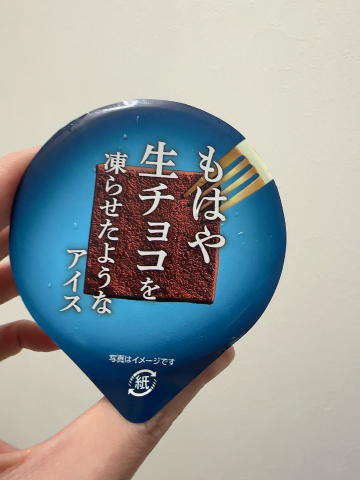 もはや
生チョコを
凍らせたような
アイス
写真はイメージです
紙